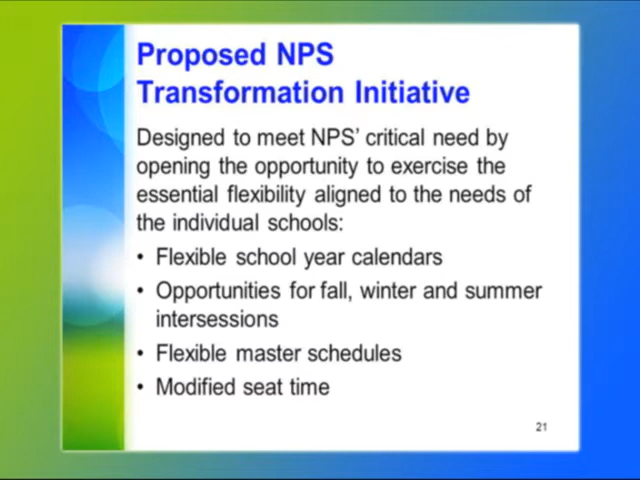 Proposed NPS
Transformation Initiative
Designed to meet NPS' critical need by
opening the opportunity to exercise the
essential flexibility aligned to the needs of
the individual schools:
• Flexible school year calendars
• Opportunities for fall, winter and summer
intersessions
• Flexible master schedules
• Modified seat time
21